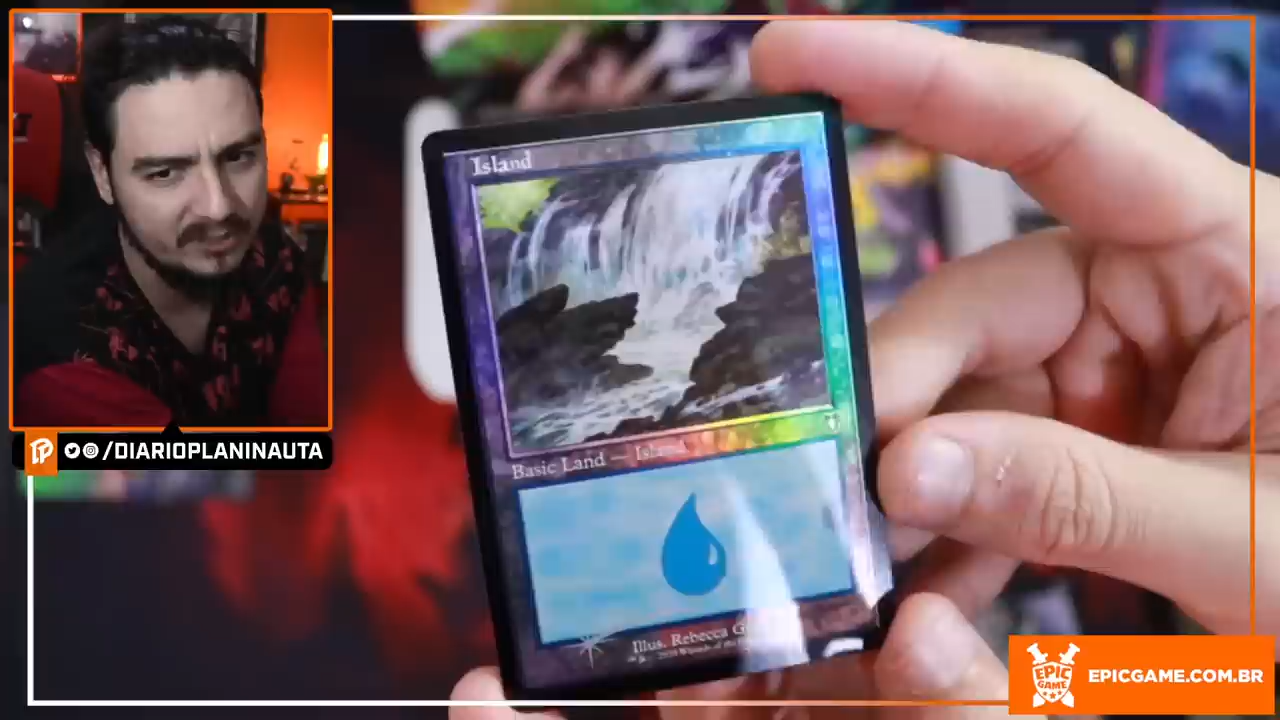 Island
Basic Land — Island
Illus. Rebecca G
/DIARIOPLANINAUTA
EPIC
GAME
EPICGAME.COM.BR